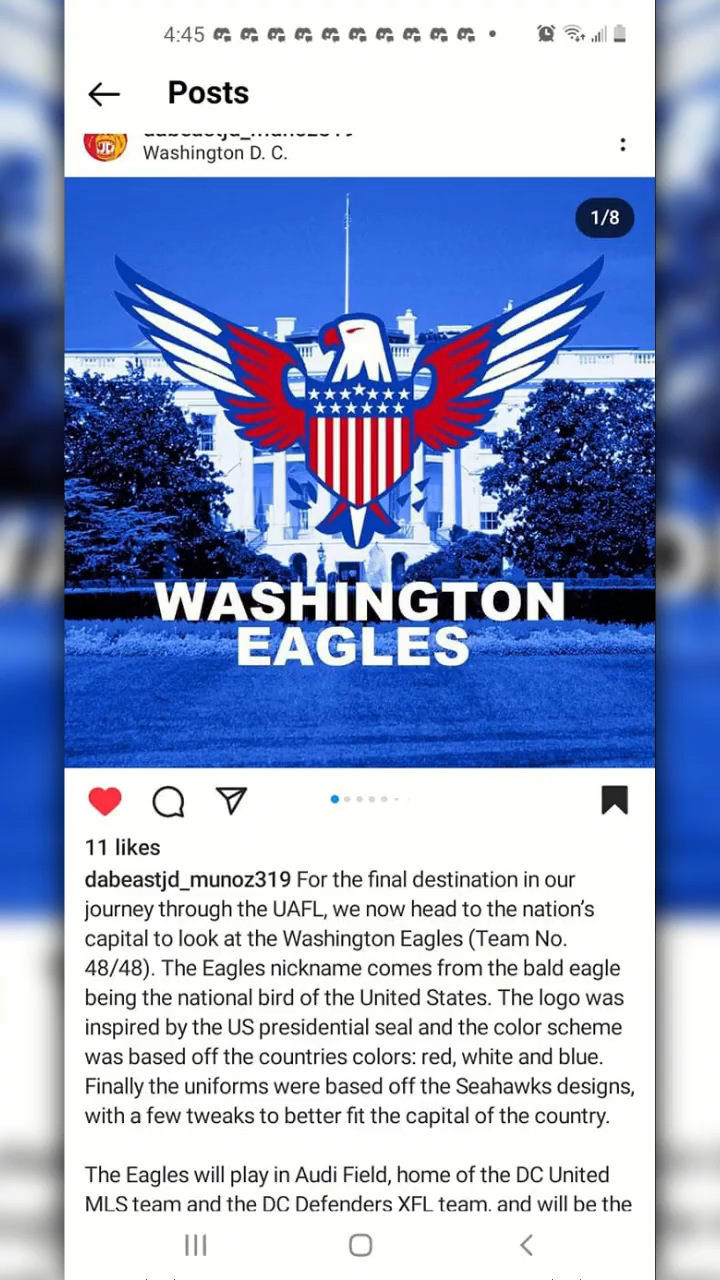 4:45
Posts
Washington D. C.
1/8
JD
WASHINGTON
EAGLES
11 likes
dabeastjd_munoz319 For the final destination in our
journey through the UAFL, we now head to the nation's
capital to look at the Washington Eagles (Team No.
48/48). The Eagles nickname comes from the bald eagle
being the national bird of the United States. The logo was
inspired by the US presidential seal and the color scheme
was based off the countries colors: red, white and blue.
Finally the uniforms were based off the Seahawks designs,
with a few tweaks to better fit the capital of the country.
The Eagles will play in Audi Field, home of the DC United
MLS team and the DC Defenders XFL team, and will be the